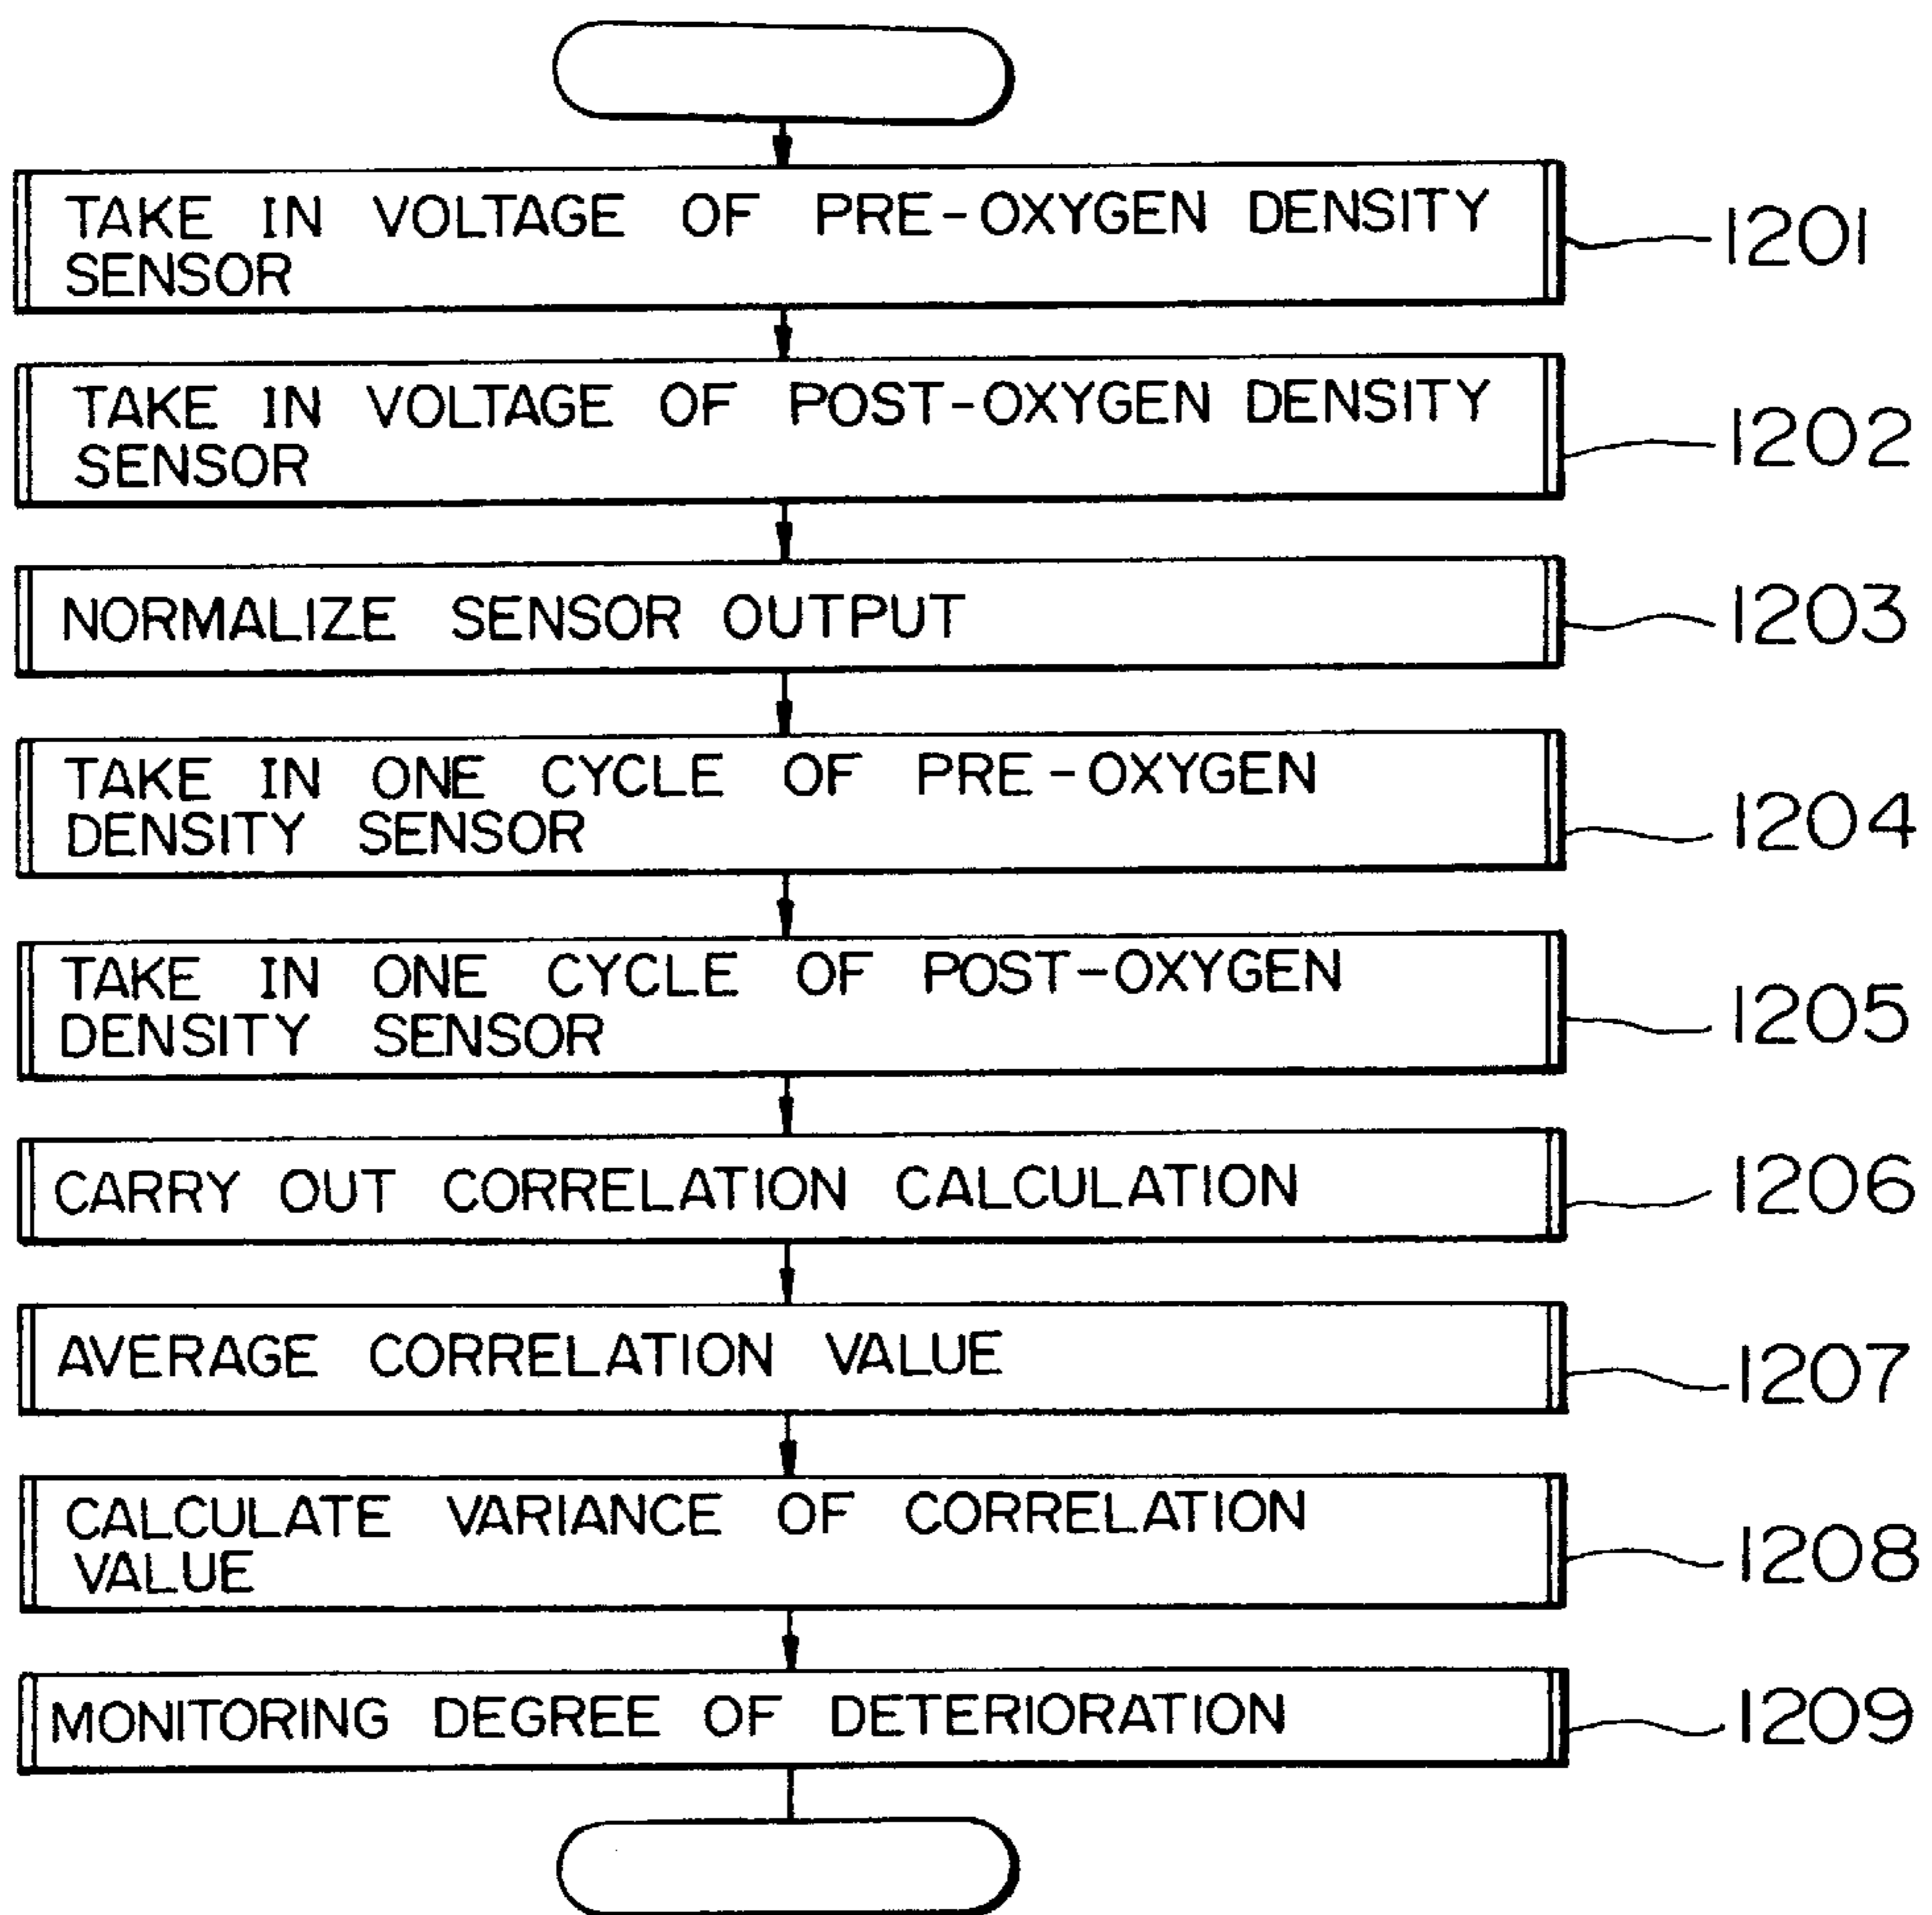 TAKE IN VOLTAGE OF PRE-OXYGEN DENSITY
SENSOR
1201
TAKE IN VOLTAGE OF POST-OXYGEN DENSITY
SENSOR
1202
NORMALIZE SENSOR OUTPUT
1203
TAKE IN ONE CYCLE OF PRE-OXYGEN
DENSITY SENSOR
1204
TAKE IN ONE CYCLE OF POST-OXYGEN
DENSITY SENSOR
1205
CARRY OUT CORRELATION CALCULATION
1206
AVERAGE CORRELATION VALUE
1207
CALCULATE VARIANCE OF CORRELATION
VALUE
1208
MONITORING DEGREE OF DETERIORATION
1209